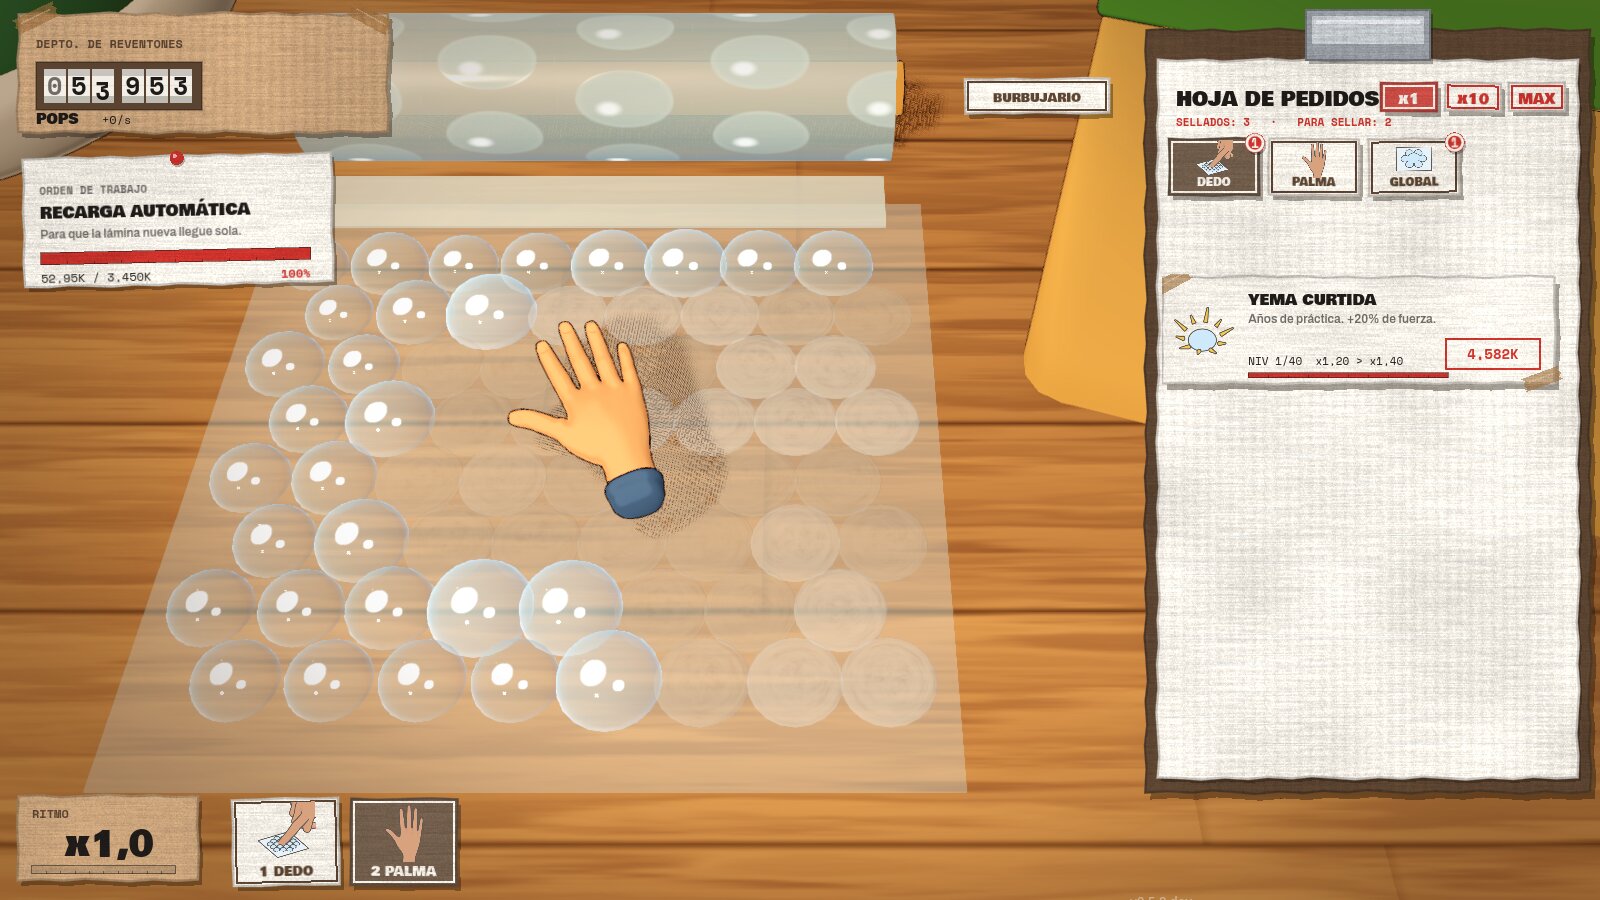 DEPTO. DE REVENTONES
053 953
POPS +0/s
ORDEN DE TRABAJO
RECARGA AUTOMÁTICA
Para que la lámina nueva llegue sola.
52,95K / 3,450K 100%
BURBUJARIO
HOJA DE PEDIDOS x1 x10 MAX
SELLADOS: 3 · PARA SELLAR: 2
DEDO 1
PALMA
GLOBAL 1
YEMA CURTIDA
Años de práctica. +20% de fuerza.
NIV 1/40 x1,20 > x1,40
4,582K
RITMO
x1,0
1 DEDO
2 PALMA